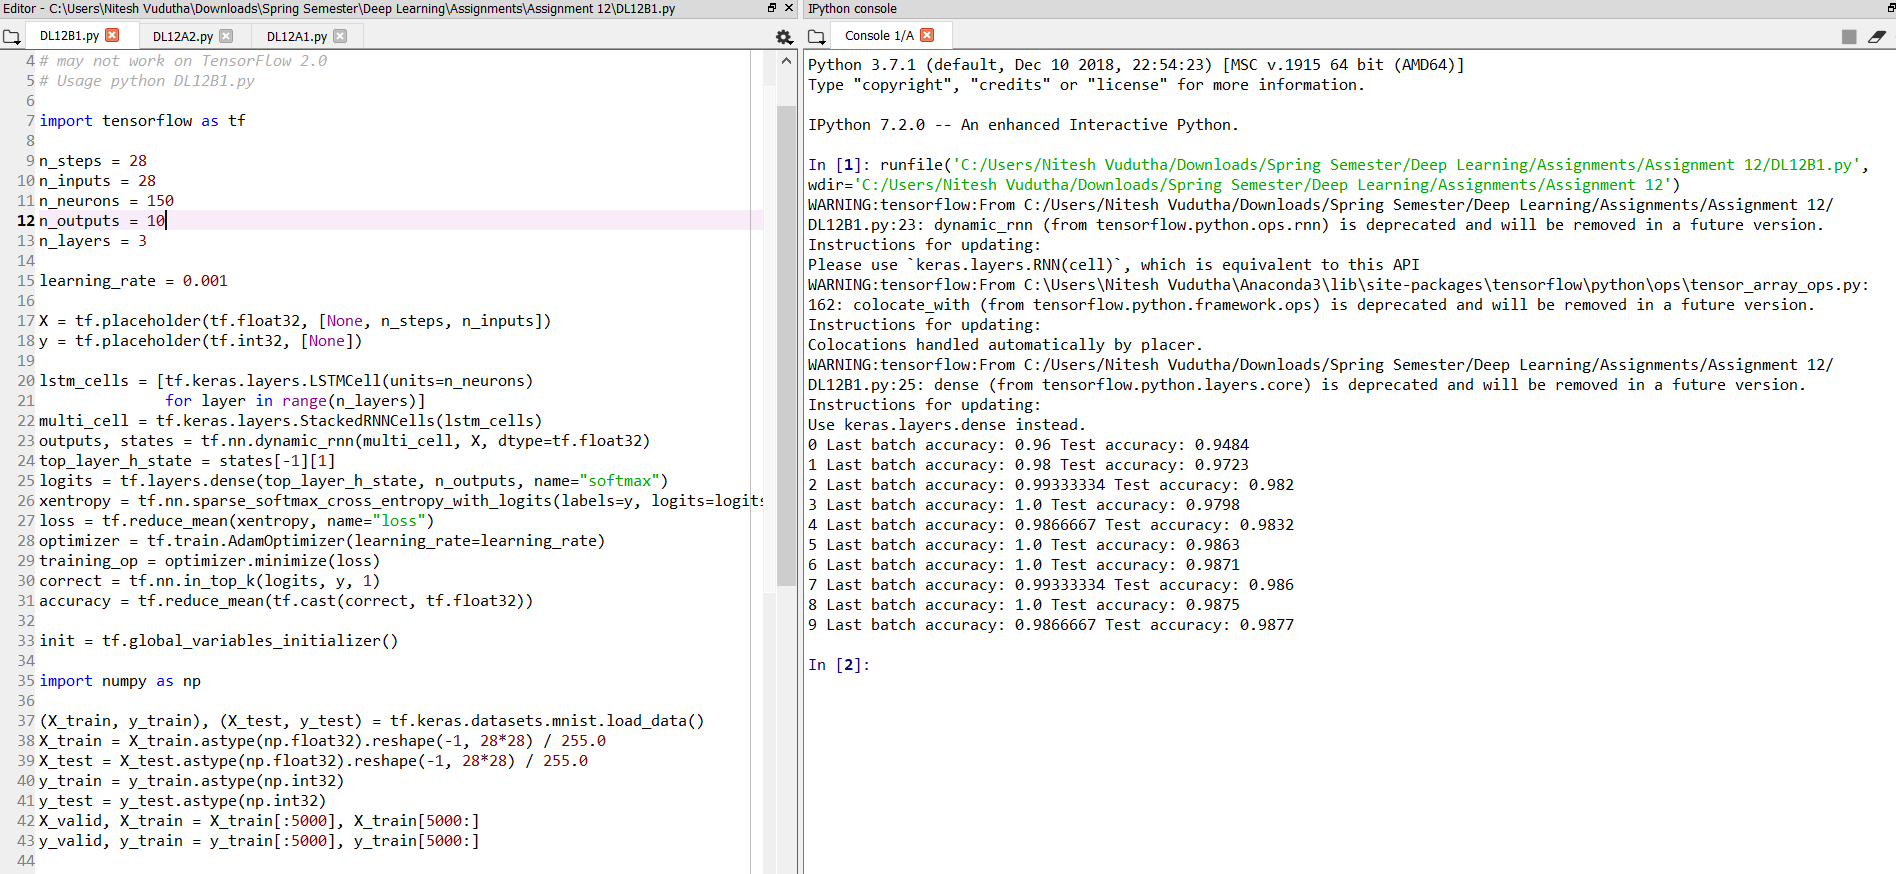 Editor - C:\Users\Nitesh Vudutha\Downloads\Spring Semester\Deep Learning\Assignments\Assignment 12\DL12B1.py
DL12B1.py DL12A2.py DL12A1.py
4 # may not work on TensorFlow 2.0
5 # Usage python DL12B1.py
6
7 import tensorflow as tf
8
9 n_steps = 28
10 n_inputs = 28
11 n_neurons = 150
12 n_outputs = 10
13 n_layers = 3
14
15 learning_rate = 0.001
16
17 X = tf.placeholder(tf.float32, [None, n_steps, n_inputs])
18 y = tf.placeholder(tf.int32, [None])
19
20 lstm_cells = [tf.keras.layers.LSTMCell(units=n_neurons)
21               for layer in range(n_layers)]
22 multi_cell = tf.keras.layers.StackedRNNCells(lstm_cells)
23 outputs, states = tf.nn.dynamic_rnn(multi_cell, X, dtype=tf.float32)
24 top_layer_h_state = states[-1][1]
25 logits = tf.layers.dense(top_layer_h_state, n_outputs, name="softmax")
26 xentropy = tf.nn.sparse_softmax_cross_entropy_with_logits(labels=y, logits=logits
27 loss = tf.reduce_mean(xentropy, name="loss")
28 optimizer = tf.train.AdamOptimizer(learning_rate=learning_rate)
29 training_op = optimizer.minimize(loss)
30 correct = tf.nn.in_top_k(logits, y, 1)
31 accuracy = tf.reduce_mean(tf.cast(correct, tf.float32))
32
33 init = tf.global_variables_initializer()
34
35 import numpy as np
36
37 (X_train, y_train), (X_test, y_test) = tf.keras.datasets.mnist.load_data()
38 X_train = X_train.astype(np.float32).reshape(-1, 28*28) / 255.0
39 X_test = X_test.astype(np.float32).reshape(-1, 28*28) / 255.0
40 y_train = y_train.astype(np.int32)
41 y_test = y_test.astype(np.int32)
42 X_valid, X_train = X_train[:5000], X_train[5000:]
43 y_valid, y_train = y_train[:5000], y_train[5000:]
44
IPython console
Console 1/A
Python 3.7.1 (default, Dec 10 2018, 22:54:23) [MSC v.1915 64 bit (AMD64)]
Type "copyright", "credits" or "license" for more information.
IPython 7.2.0 -- An enhanced Interactive Python.
In [1]: runfile('C:/Users/Nitesh Vudutha/Downloads/Spring Semester/Deep Learning/Assignments/Assignment 12/DL12B1.py',
wdir='C:/Users/Nitesh Vudutha/Downloads/Spring Semester/Deep Learning/Assignments/Assignment 12')
WARNING:tensorflow:From C:/Users/Nitesh Vudutha/Downloads/Spring Semester/Deep Learning/Assignments/Assignment 12/
DL12B1.py:23: dynamic_rnn (from tensorflow.python.ops.rnn) is deprecated and will be removed in a future version.
Instructions for updating:
Please use `keras.layers.RNN(cell)`, which is equivalent to this API
WARNING:tensorflow:From C:\Users\Nitesh Vudutha\Anaconda3\lib\site-packages\tensorflow\python\ops\tensor_array_ops.py:
162: colocate_with (from tensorflow.python.framework.ops) is deprecated and will be removed in a future version.
Instructions for updating:
Colocations handled automatically by placer.
WARNING:tensorflow:From C:/Users/Nitesh Vudutha/Downloads/Spring Semester/Deep Learning/Assignments/Assignment 12/
DL12B1.py:25: dense (from tensorflow.python.layers.core) is deprecated and will be removed in a future version.
Instructions for updating:
Use keras.layers.dense instead.
0 Last batch accuracy: 0.96 Test accuracy: 0.9484
1 Last batch accuracy: 0.98 Test accuracy: 0.9723
2 Last batch accuracy: 0.99333334 Test accuracy: 0.982
3 Last batch accuracy: 1.0 Test accuracy: 0.9798
4 Last batch accuracy: 0.9866667 Test accuracy: 0.9832
5 Last batch accuracy: 1.0 Test accuracy: 0.9863
6 Last batch accuracy: 1.0 Test accuracy: 0.9871
7 Last batch accuracy: 0.99333334 Test accuracy: 0.986
8 Last batch accuracy: 1.0 Test accuracy: 0.9875
9 Last batch accuracy: 0.9866667 Test accuracy: 0.9877
In [2]: